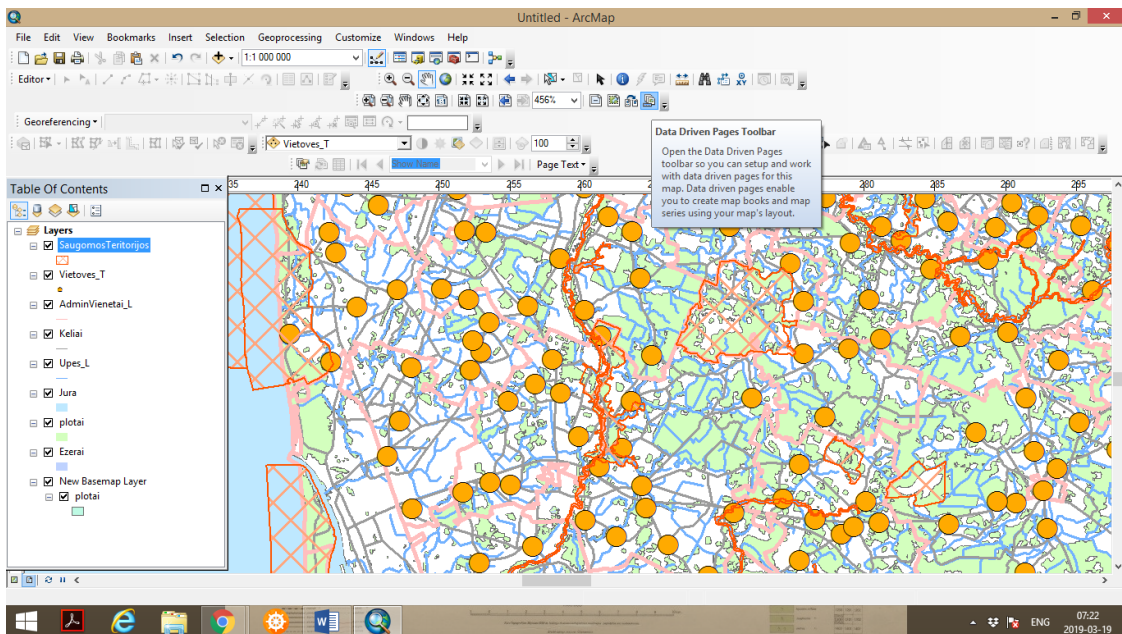 Untitled - ArcMap
File Edit View Bookmarks Insert Selection Geoprocessing Customize Windows Help
1:1 000 000
Editor
456%
Georeferencing
Vietoves_T
100
Show Name
Page Text
Data Driven Pages Toolbar
Open the Data Driven Pages
toolbar so you can setup and work
with data driven pages for this
map. Data driven pages enable
you to create map books and map
series using your map's layout.
Table Of Contents
235 240 245 250 255 260 280 285 290 295
Layers
SaugomosTeritorijos
Vietoves_T
AdminVienetai_L
Keliai
Upes_L
Jura
plotai
Ezerai
New Basemap Layer
plotai
ENG
07:22
2019-03-19